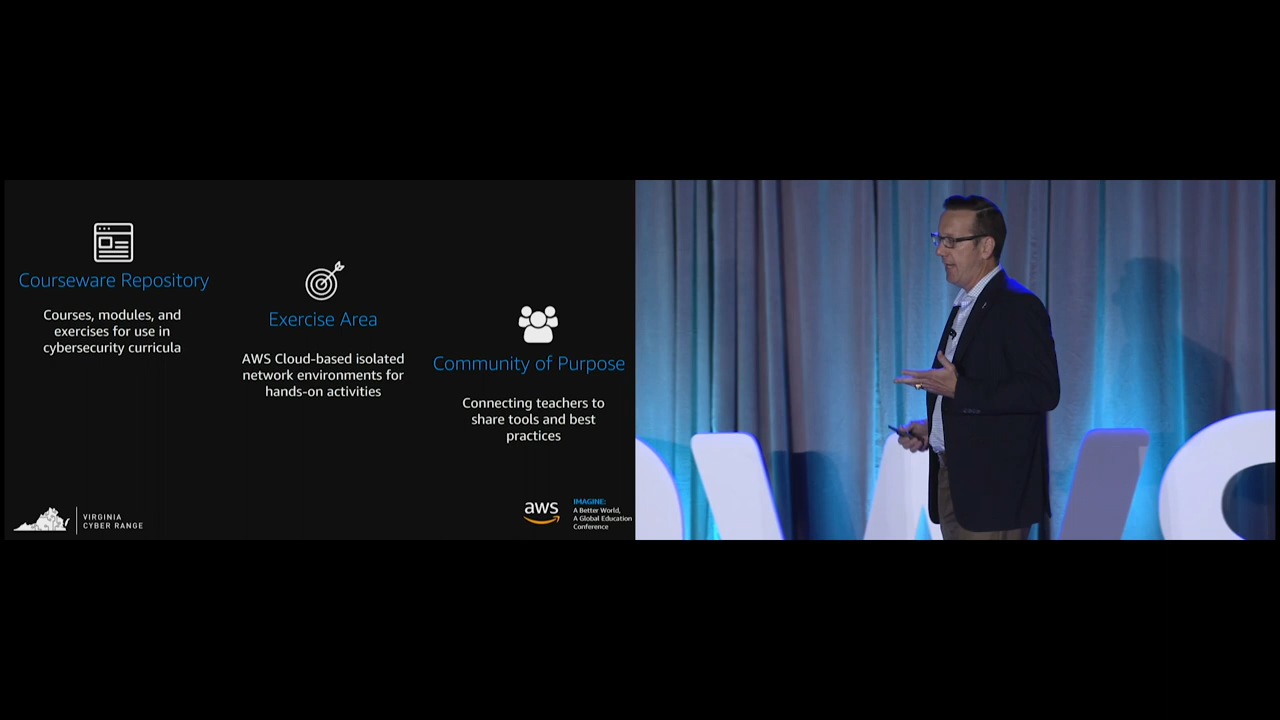 Courseware Repository
Courses, modules, and
exercises for use in
cybersecurity curricula
Exercise Area
AWS Cloud-based isolated
network environments for
hands-on activities
Community of Purpose
Connecting teachers to
share tools and best
practices
VIRGINIA
CYBER RANGE
aws
IMAGINE:
A Better World,
A Global Education
Conference
aws